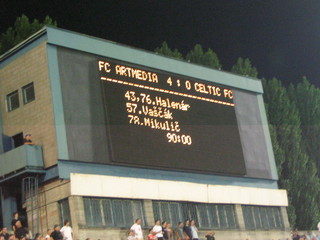 FC ARTMEDIA 4:0 CELTIC FC
43,76.Halenár
57.Vaščák
78.Mikulič
90:00